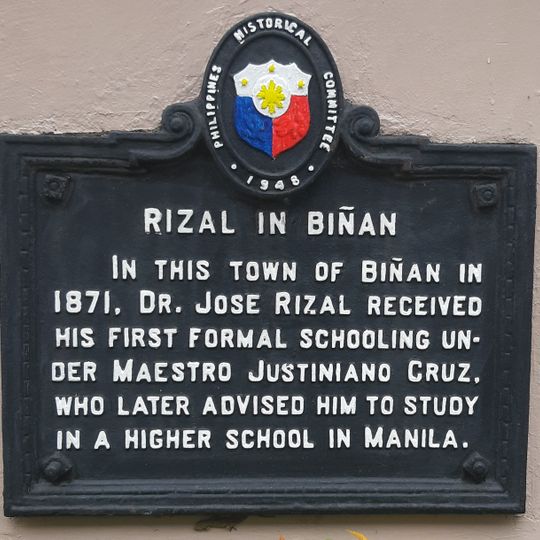 PHILIPPINES HISTORICAL COMMITTEE
• 1948 •
RIZAL IN BIÑAN
IN THIS TOWN OF BIÑAN IN
1871, DR. JOSE RIZAL RECEIVED
HIS FIRST FORMAL SCHOOLING UN-
DER MAESTRO JUSTINIANO CRUZ,
WHO LATER ADVISED HIM TO STUDY
IN A HIGHER SCHOOL IN MANILA.